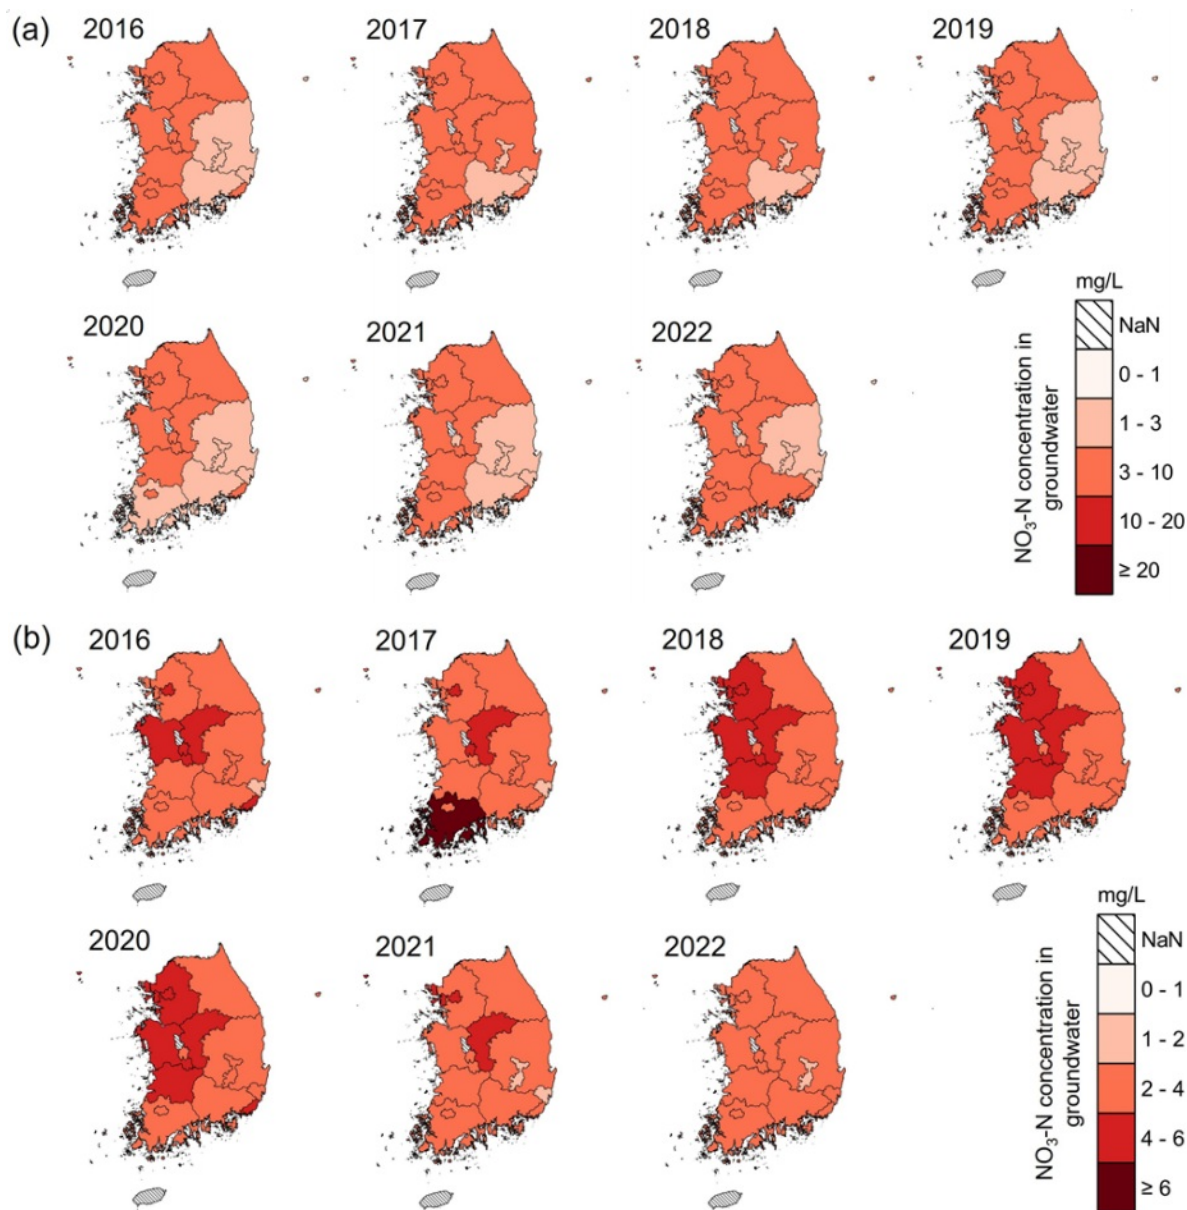 (a)
2016
2017
2018
2019
2020
2021
2022
mg/L
NaN
0 - 1
1 - 3
3 - 10
10 - 20
≥ 20
NO₃-N concentration in
groundwater
(b)
2016
2017
2018
2019
2020
2021
2022
mg/L
NaN
0 - 1
1 - 2
2 - 4
4 - 6
≥ 6
NO₃-N concentration in
groundwater